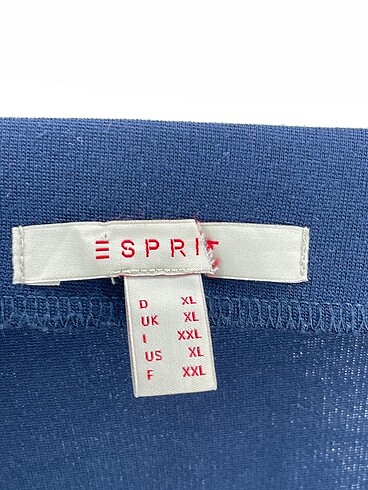 ESPRIT
D XL
UK XL
I XXL
US XL
F XXL